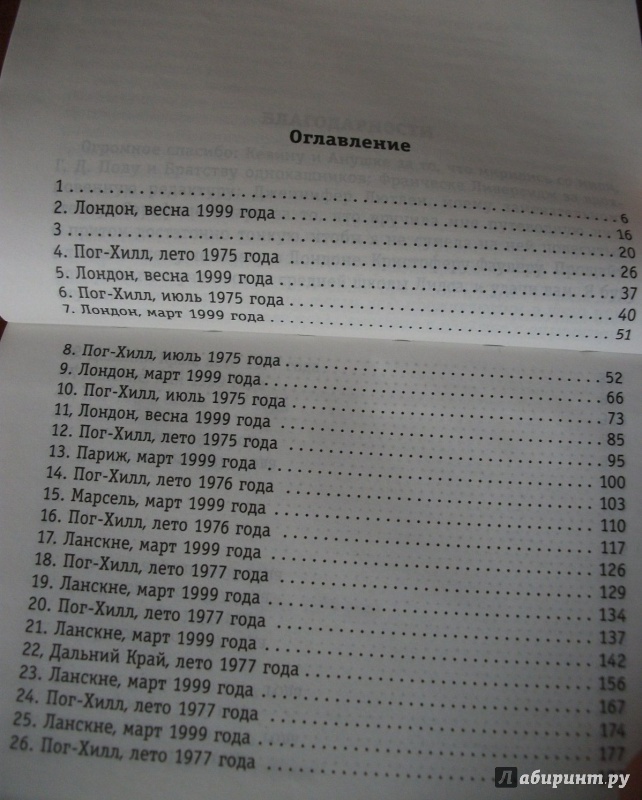 БЛАГОДАРНОСТИ
Оглавление
1 6
2. Лондон, весна 1999 года 16
3 20
4. Пог-Хилл, лето 1975 года 26
5. Лондон, весна 1999 года 37
6. Пог-Хилл, июль 1975 года 40
7. Лондон, март 1999 года 51
8. Пог-Хилл, июль 1975 года 52
9. Лондон, март 1999 года 66
10. Пог-Хилл, июль 1975 года 73
11, Лондон, весна 1999 года 85
12. Пог-Хилл, лето 1975 года 95
13. Париж, март 1999 года 100
14. Пог-Хилл, лето 1976 года 103
15. Марсель, март 1999 года 110
16. Пог-Хилл, лето 1976 года 117
17. Ланскне, март 1999 года 126
18. Пог-Хилл, лето 1977 года 129
19. Ланскне, март 1999 года 134
20. Пог-Хилл, лето 1977 года 137
21. Ланскне, март 1999 года 142
22, Дальний Край, лето 1977 года 156
23. Ланскне, март 1999 года 167
24. Пог-Хилл, лето 1977 года 174
25. Ланскне, март 1999 года 177
26. Пог-Хилл, лето 1977 года
Лабиринт.ру